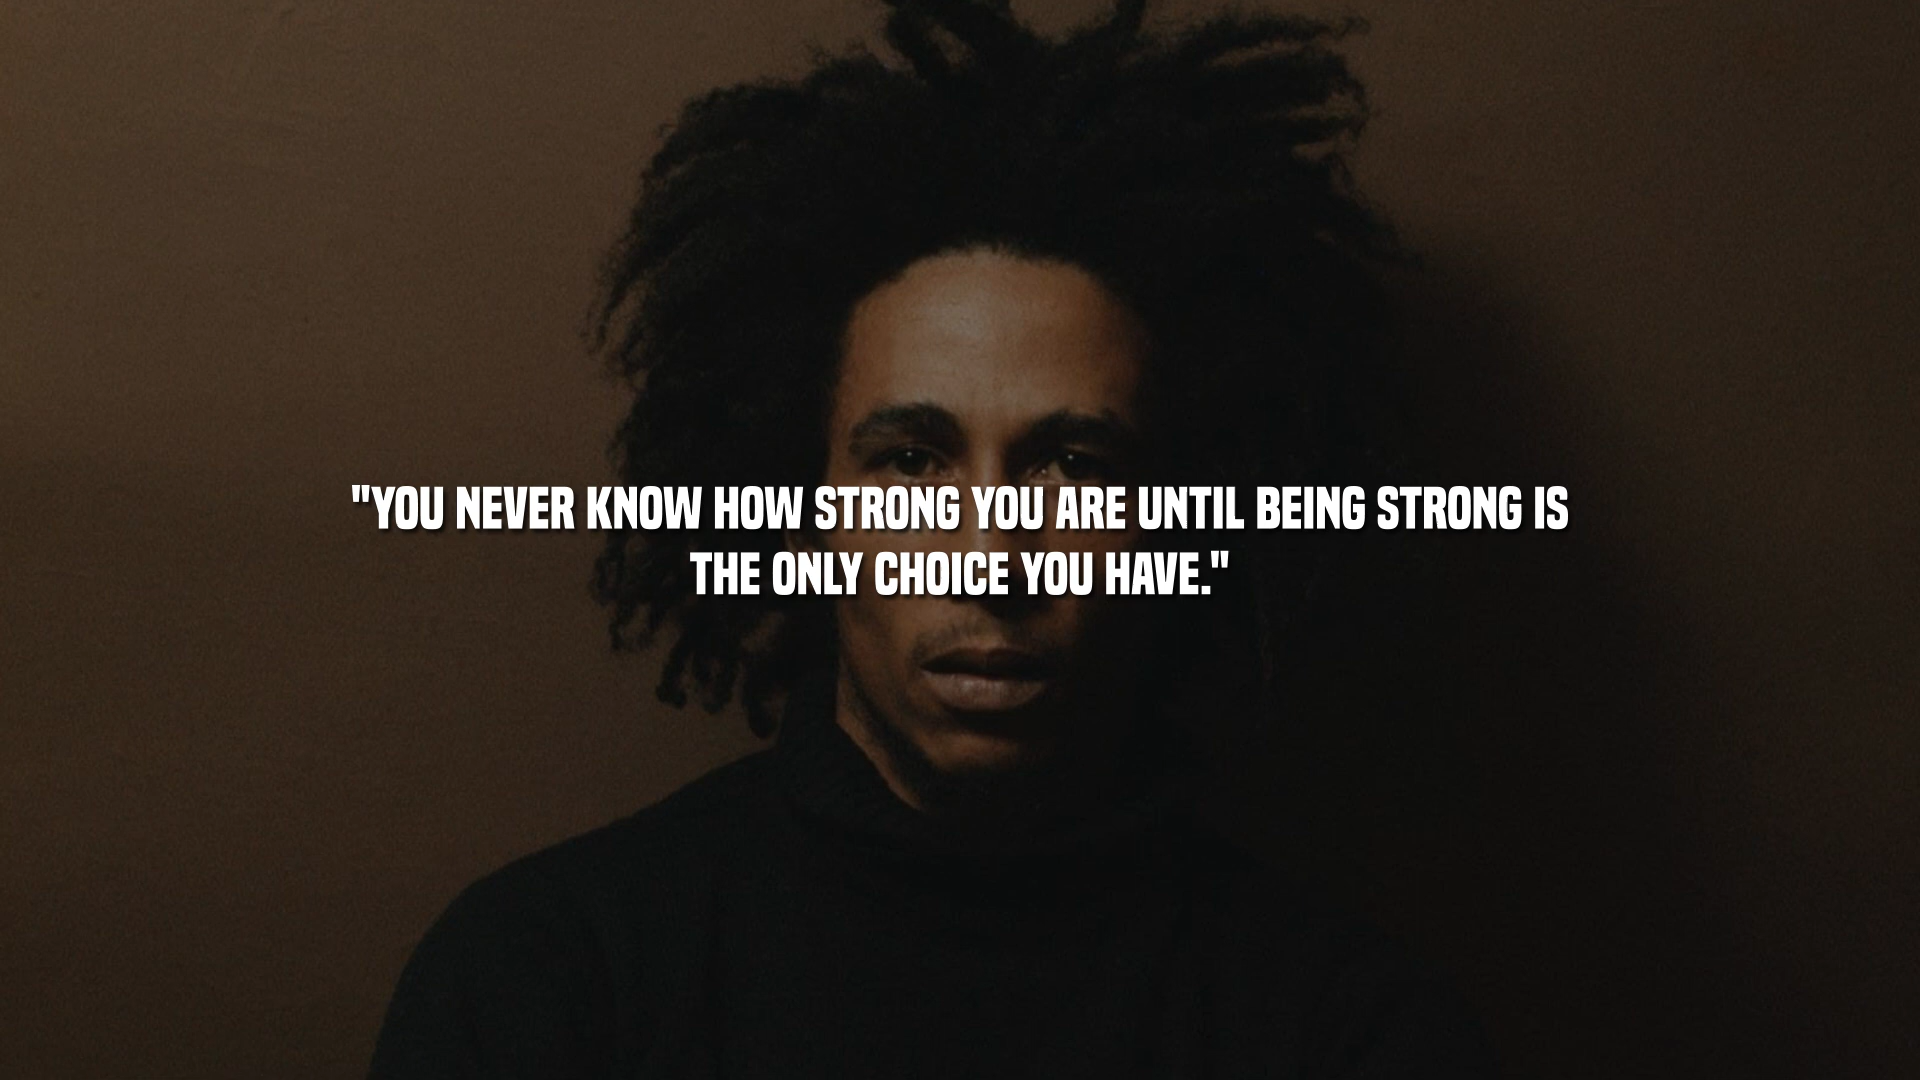 "YOU NEVER KNOW HOW STRONG YOU ARE UNTIL BEING STRONG IS
THE ONLY CHOICE YOU HAVE."